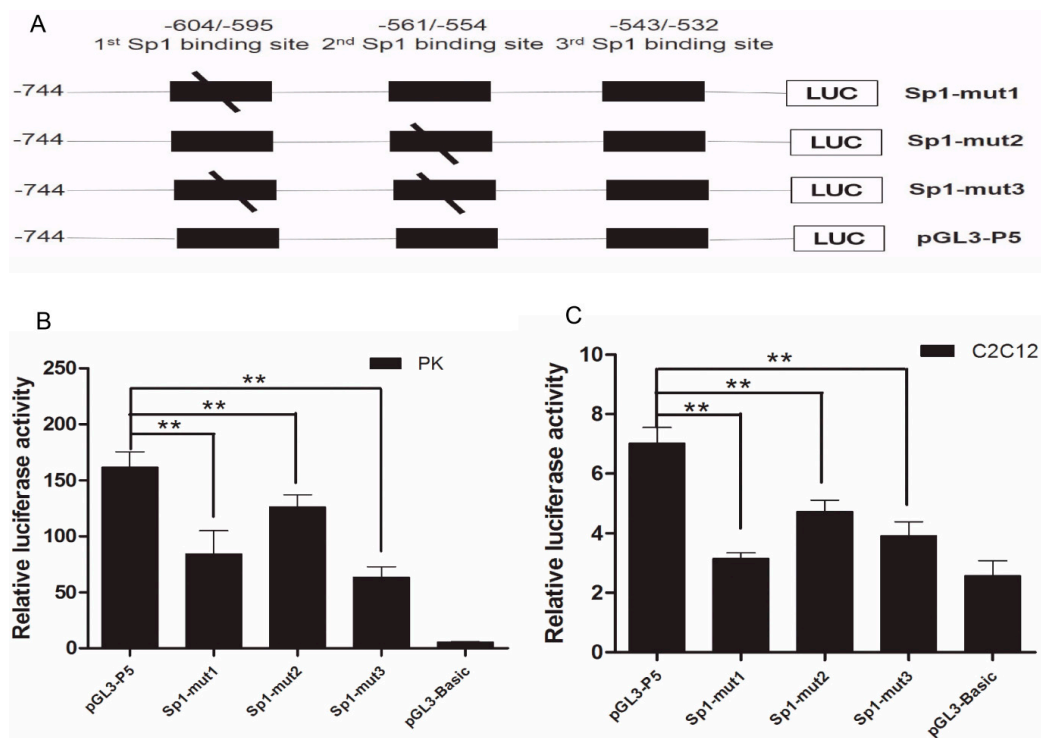 A
-604/-595 -561/-554 -543/-532
1st Sp1 binding site 2nd Sp1 binding site 3rd Sp1 binding site
-744 LUC Sp1-mut1
-744 LUC Sp1-mut2
-744 LUC Sp1-mut3
-744 LUC pGL3-P5
B
PK
Relative luciferase activity
250
200
150
100
50
0
**
**
**
pGL3-P5 Sp1-mut1 Sp1-mut2 Sp1-mut3 pGL3-Basic
C
C2C12
Relative luciferase activity
10
8
6
4
2
0
**
**
**
pGL3-P5 Sp1-mut1 Sp1-mut2 Sp1-mut3 pGL3-Basic